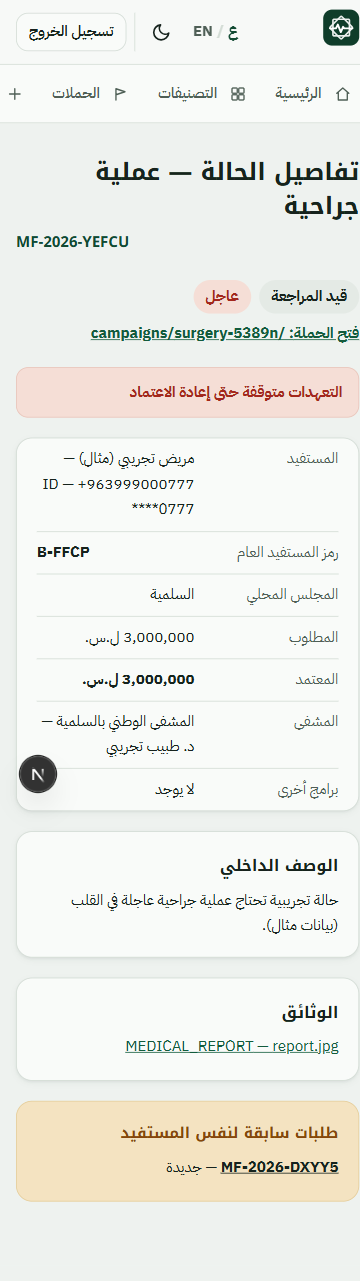 ع / EN
تسجيل الخروج
الرئيسية
التصنيفات
الحملات
تفاصيل الحالة — عملية
جراحية
MF-2026-YEFCU
قيد المراجعة
عاجل
فتح الحملة: /campaigns/surgery-5389n
التعهدات متوقفة حتى إعادة الاعتماد
المستفيد
مريض تجريبي (مثال) —
ID — +963999000777
****0777
رمز المستفيد العام
B-FFCP
المجلس المحلي
السلمية
المطلوب
3,000,000 ل.س.
المعتمد
3,000,000 ل.س.
المشفى
المشفى الوطني بالسلمية —
د. طبيب تجريبي
برامج أخرى
لا يوجد
N
الوصف الداخلي
حالة تجريبية تحتاج عملية جراحية عاجلة في القلب
(بيانات مثال).
الوثائق
MEDICAL_REPORT — report.jpg
طلبات سابقة لنفس المستفيد
MF-2026-DXYY5 — جديدة